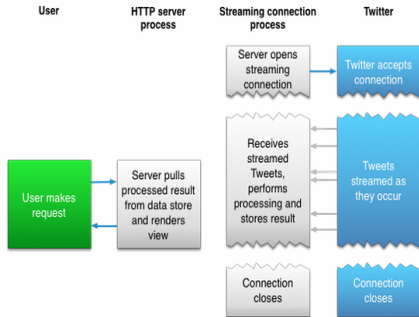 User
HTTP server
process
Streaming connection
process
Twitter
Server opens
streaming
connection
Twitter accepts
connection
User makes
request
Server pulls
processed result
from data store
and renders
view
Receives
streamed
Tweets,
performs
processing and
stores result
Tweets
streamed as
they occur
Connection
closes
Connection
closes